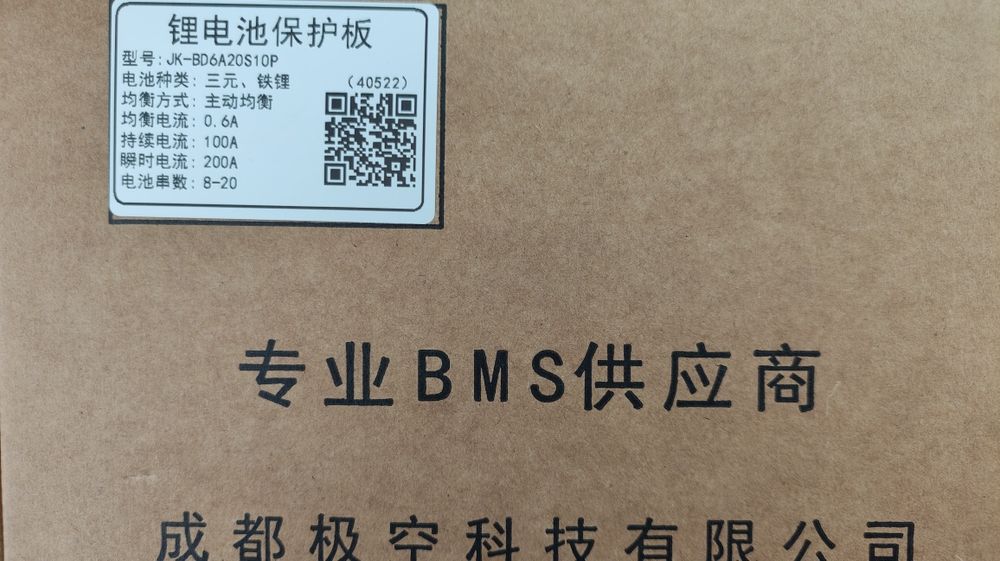 锂电池保护板
型号:JK-BD6A20S10P
电池种类: 三元、铁锂
(40522)
均衡方式: 主动均衡
均衡电流: 0.6A
持续电流: 100A
瞬时电流: 200A
电池串数: 8-20
专业BMS供应商
成都极空科技有限公司